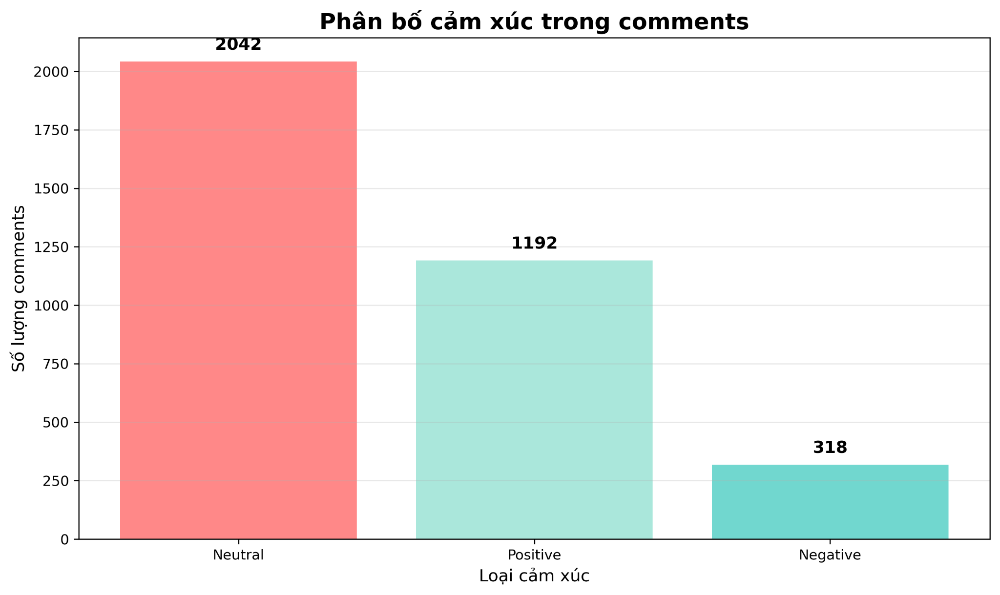 Phân bố cảm xúc trong comments
Số lượng comments
2000
1750
1500
1250
1000
750
500
250
0
2042
1192
318
Neutral
Positive
Negative
Loại cảm xúc